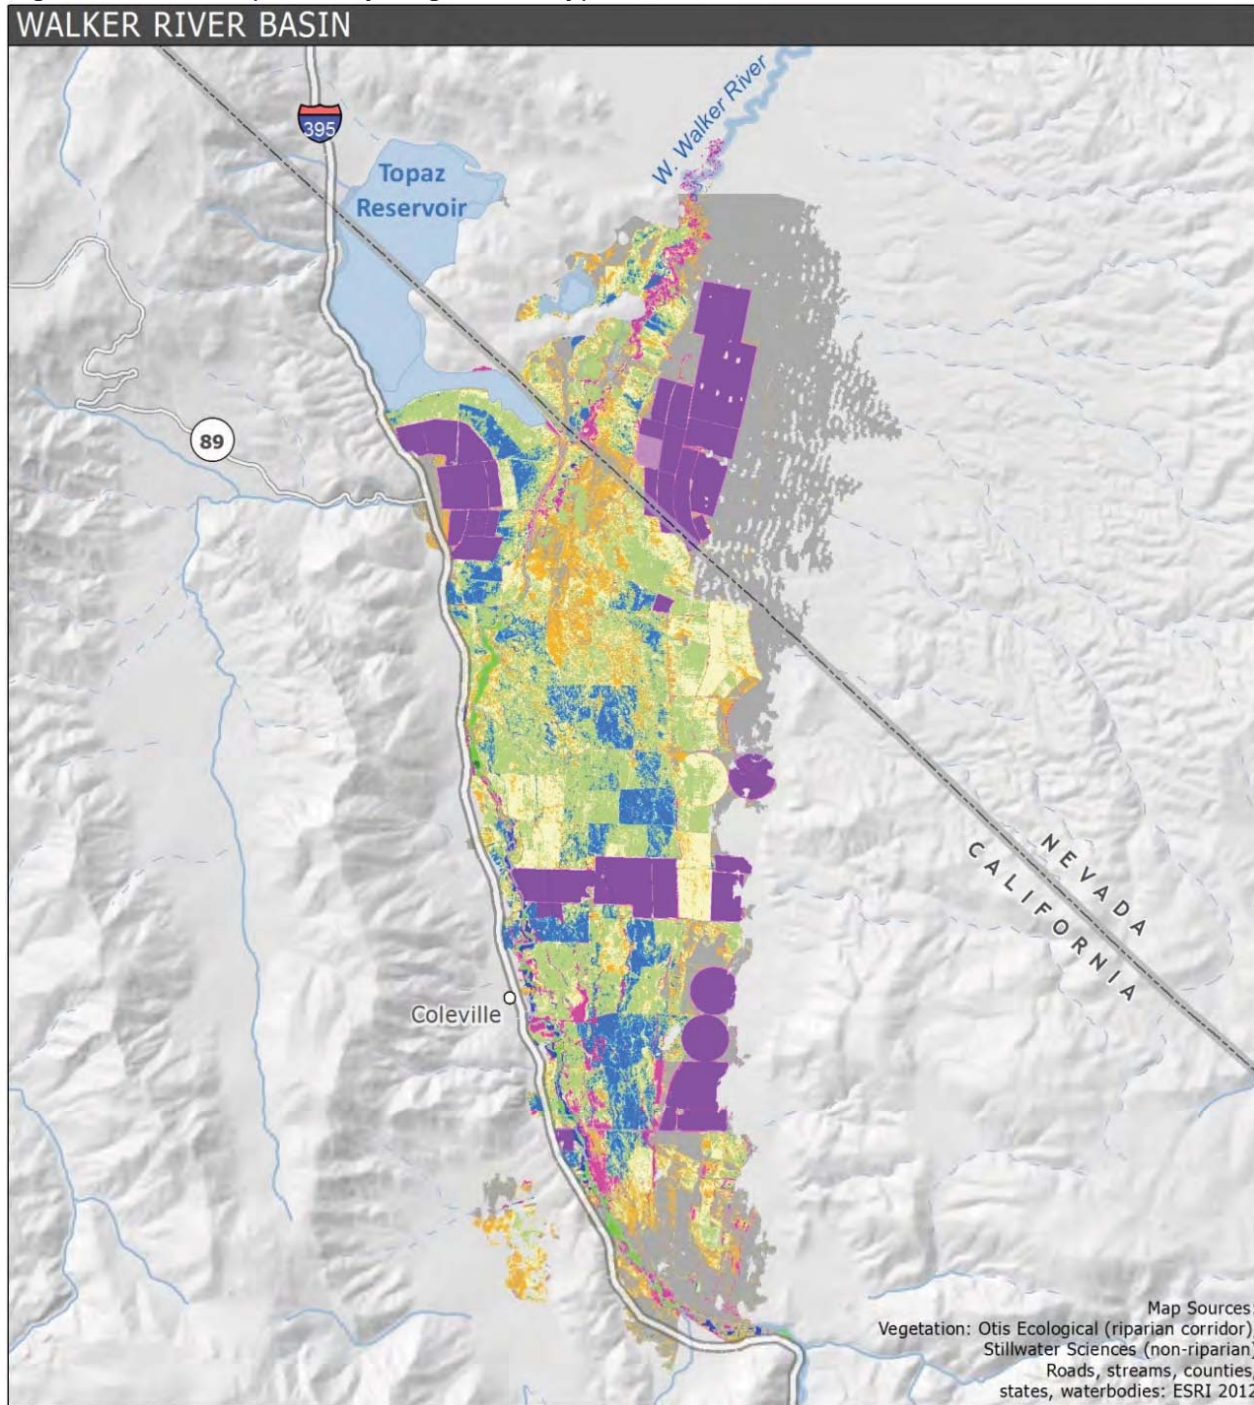 WALKER RIVER BASIN
395
W. Walker River
Topaz
Reservoir
89
NEVADA
CALIFORNIA
Coleville
Map Sources:
Vegetation: Otis Ecological (riparian corridor)
Stillwater Sciences (non-riparian)
Roads, streams, counties,
states, waterbodies: ESRI 2012